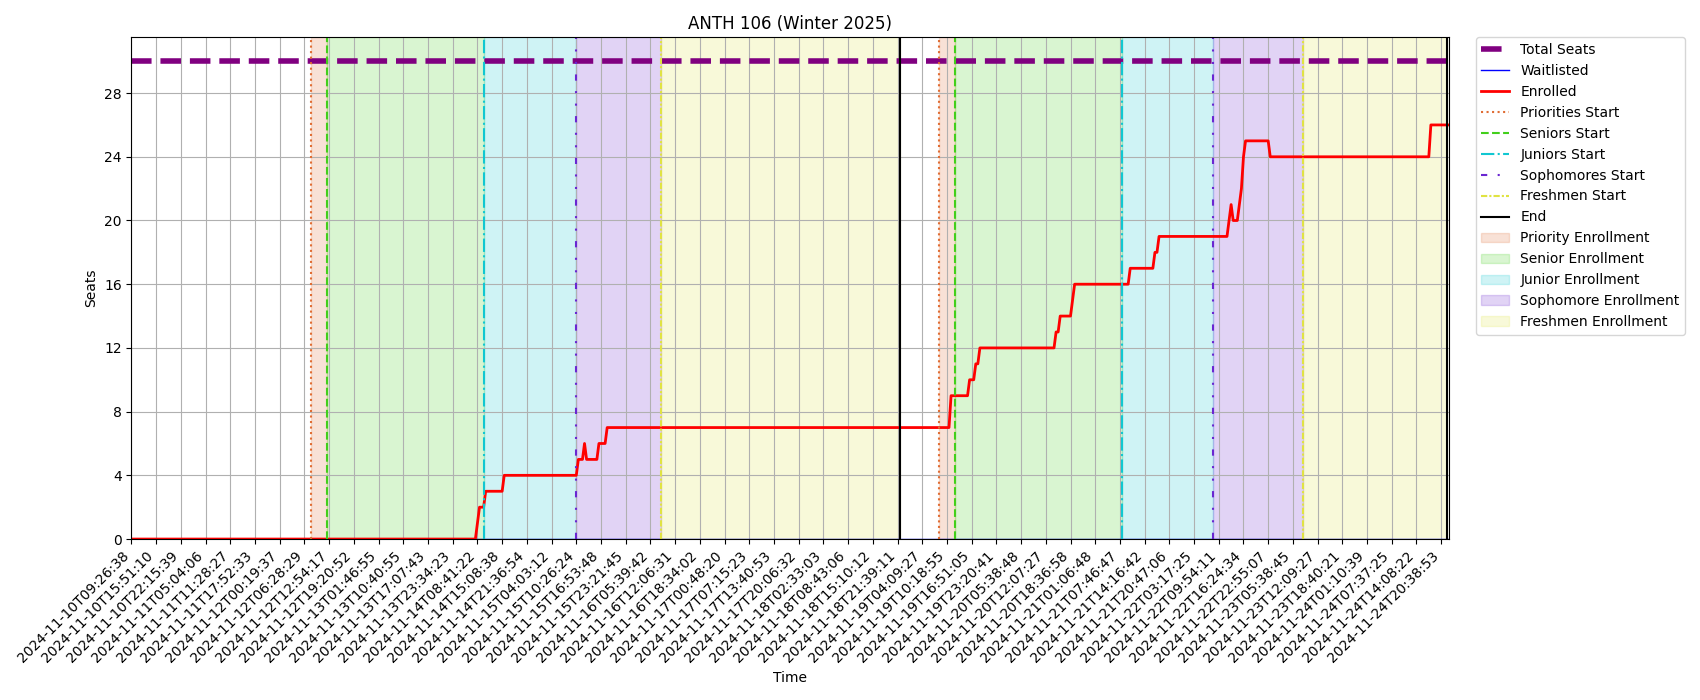 ANTH 106 (Winter 2025)
Seats
28
24
20
16
12
8
4
0
2024-11-10T09:26:38
2024-11-10T15:51:10
2024-11-10T22:15:39
2024-11-11T05:04:06
2024-11-11T11:28:27
2024-11-11T17:52:33
2024-11-12T00:19:37
2024-11-12T06:28:29
2024-11-12T12:54:17
2024-11-12T19:20:52
2024-11-13T01:46:55
2024-11-13T10:40:55
2024-11-13T17:07:43
2024-11-13T23:34:23
2024-11-14T08:41:22
2024-11-14T15:08:38
2024-11-14T21:36:54
2024-11-15T04:03:12
2024-11-15T10:26:24
2024-11-15T16:53:48
2024-11-15T23:21:45
2024-11-16T05:39:42
2024-11-16T12:06:31
2024-11-16T18:34:02
2024-11-17T00:48:20
2024-11-17T07:15:23
2024-11-17T13:40:53
2024-11-17T20:06:32
2024-11-18T02:33:03
2024-11-18T08:43:06
2024-11-18T15:10:12
2024-11-18T21:39:11
2024-11-19T04:09:27
2024-11-19T10:18:55
2024-11-19T16:51:05
2024-11-19T23:20:41
2024-11-20T05:38:48
2024-11-20T12:07:27
2024-11-20T18:36:58
2024-11-21T01:06:48
2024-11-21T07:46:47
2024-11-21T14:16:42
2024-11-21T20:47:06
2024-11-22T03:17:25
2024-11-22T09:54:11
2024-11-22T16:24:34
2024-11-22T22:55:07
2024-11-23T05:38:45
2024-11-23T12:09:27
2024-11-23T18:40:21
2024-11-24T01:10:39
2024-11-24T07:37:25
2024-11-24T14:08:22
2024-11-24T20:38:53
Time
Total Seats
Waitlisted
Enrolled
Priorities Start
Seniors Start
Juniors Start
Sophomores Start
Freshmen Start
End
Priority Enrollment
Senior Enrollment
Junior Enrollment
Sophomore Enrollment
Freshmen Enrollment